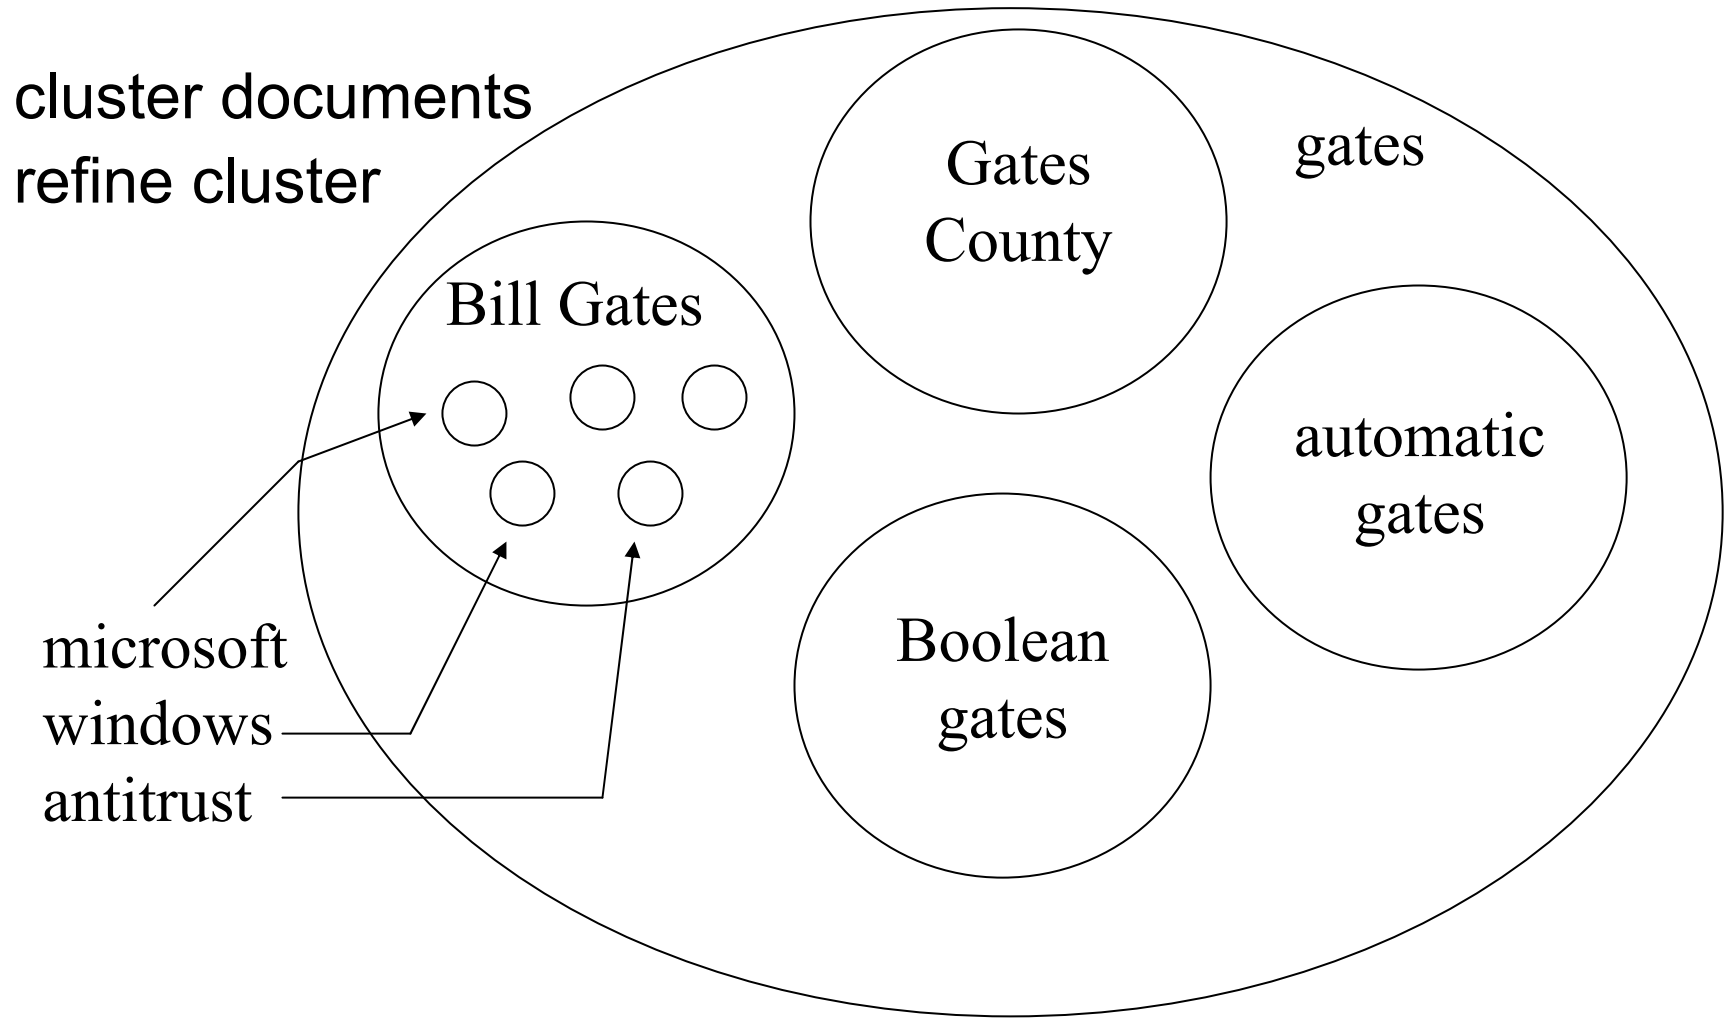 cluster documents
refine cluster
Gates
County
gates
Bill Gates
automatic
gates
Boolean
gates
microsoft
windows
antitrust